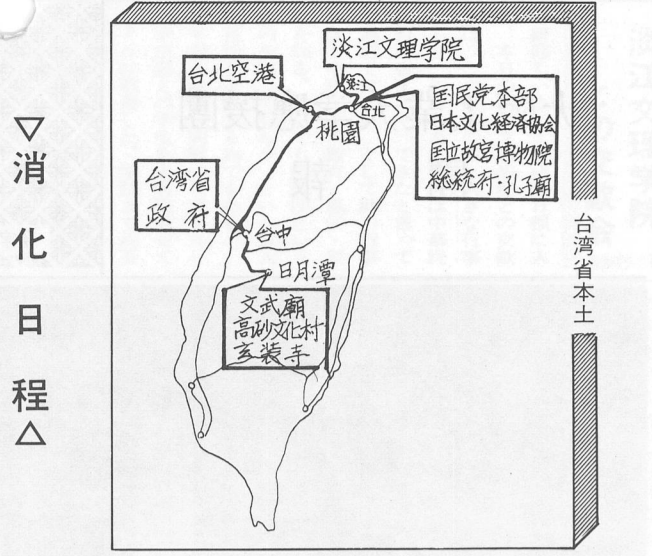 ▽消化日程△
台湾省本土
淡江文理学院
台北空港
淡江
台北
桃園
国民党本部
日本文化経済協会
国立故宮博物院
総統府・孔子廟
台湾省
政府
台中
日月潭
文武廟
高砂文化村
玄装寺